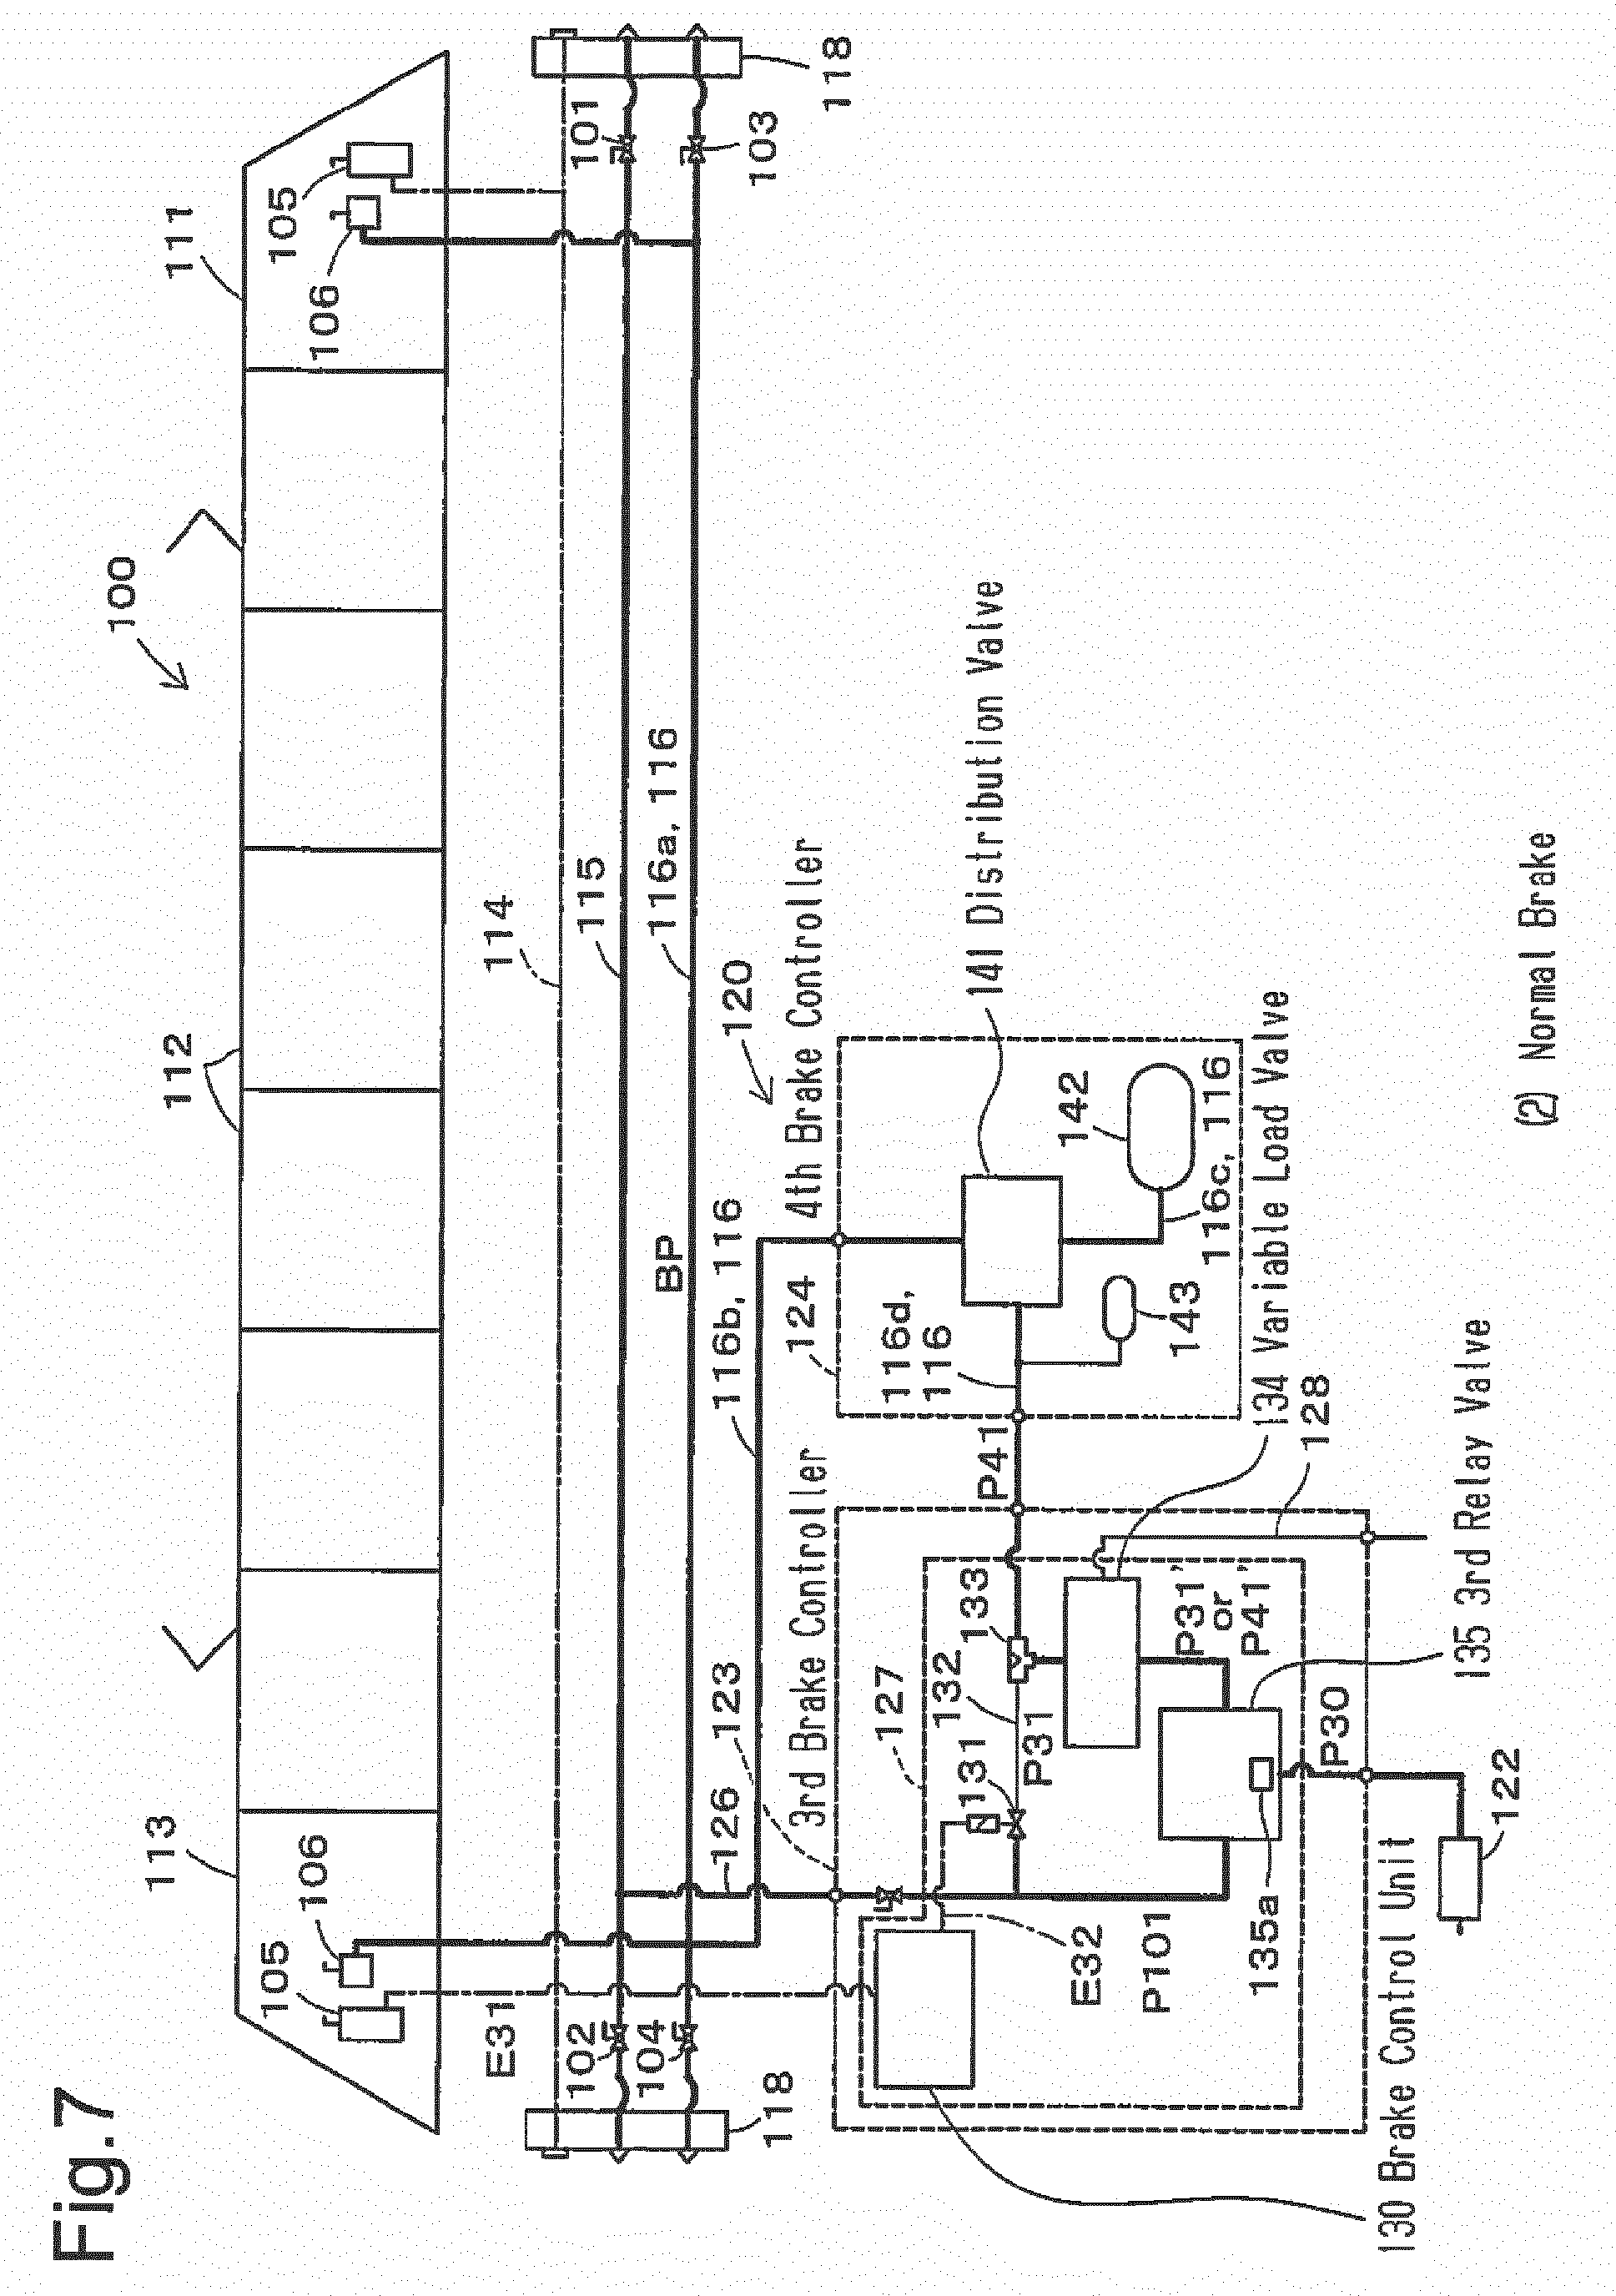 Fig.7
100
113
112
111
105
106
106
105
E31
114
115
116a, 116
BP
102
104
101
103
118
118
126
123
116b, 116
120
3rd Brake Controller
4th Brake Controller
127
124
116d,
116
132
133
131
P31
P41
141 Distribution Valve
142
143
116c, 116
134 Variable Load Valve
128
P31'
or
P41'
E32
P101
135a
P30
135 3rd Relay Valve
122
130 Brake Control Unit
(2) Normal Brake